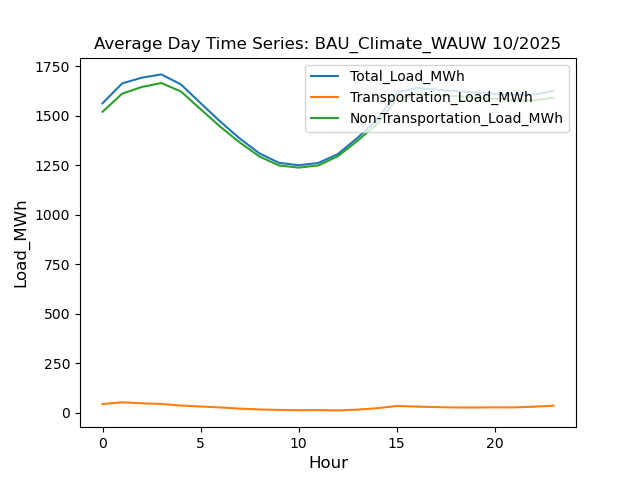 Average Day Time Series: BAU_Climate_WAUW 10/2025
Total_Load_MWh
Transportation_Load_MWh
Non-Transportation_Load_MWh
Load_MWh
1750
1500
1250
1000
750
500
250
0
0 5 10 15 20
Hour